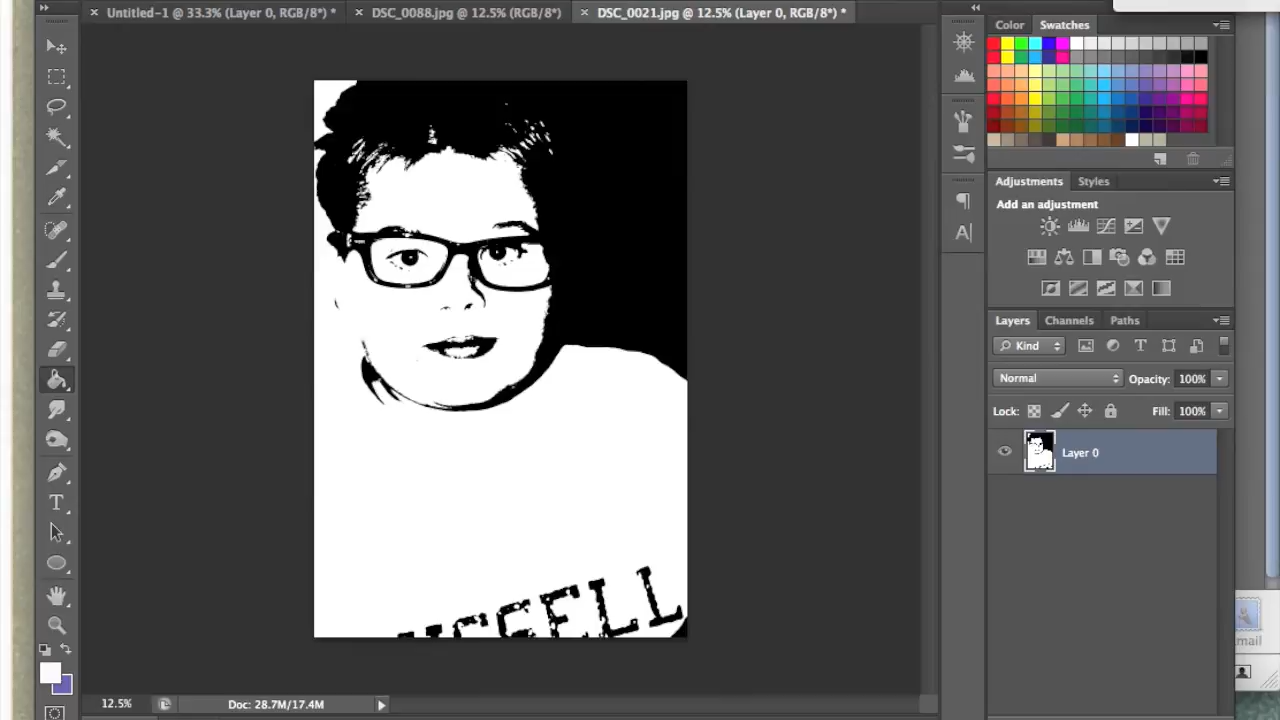 Untitled-1 @ 33.3% (Layer 0, RGB/8*) *
DSC_0088.jpg @ 12.5% (RGB/8*)
DSC_0021.jpg @ 12.5% (Layer 0, RGB/8*) *
Color Swatches
Adjustments Styles
Add an adjustment
Layers Channels Paths
Kind
Normal Opacity: 100%
Lock: Fill: 100%
Layer 0
12.5% Doc: 28.7M/17.4M